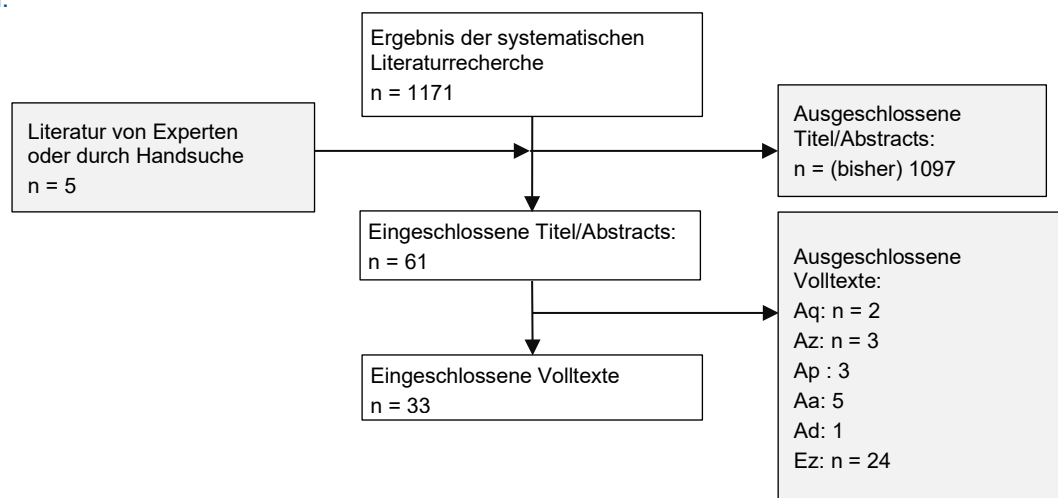 Ergebnis der systematischen
Literaturrecherche
n = 1171
Literatur von Experten
oder durch Handsuche
n = 5
Ausgeschlossene
Titel/Abstracts:
n = (bisher) 1097
Eingeschlossene Titel/Abstracts:
n = 61
Ausgeschlossene
Volltexte:
Aq: n = 2
Az: n = 3
Ap : 3
Aa: 5
Ad: 1
Ez: n = 24
Eingeschlossene Volltexte
n = 33